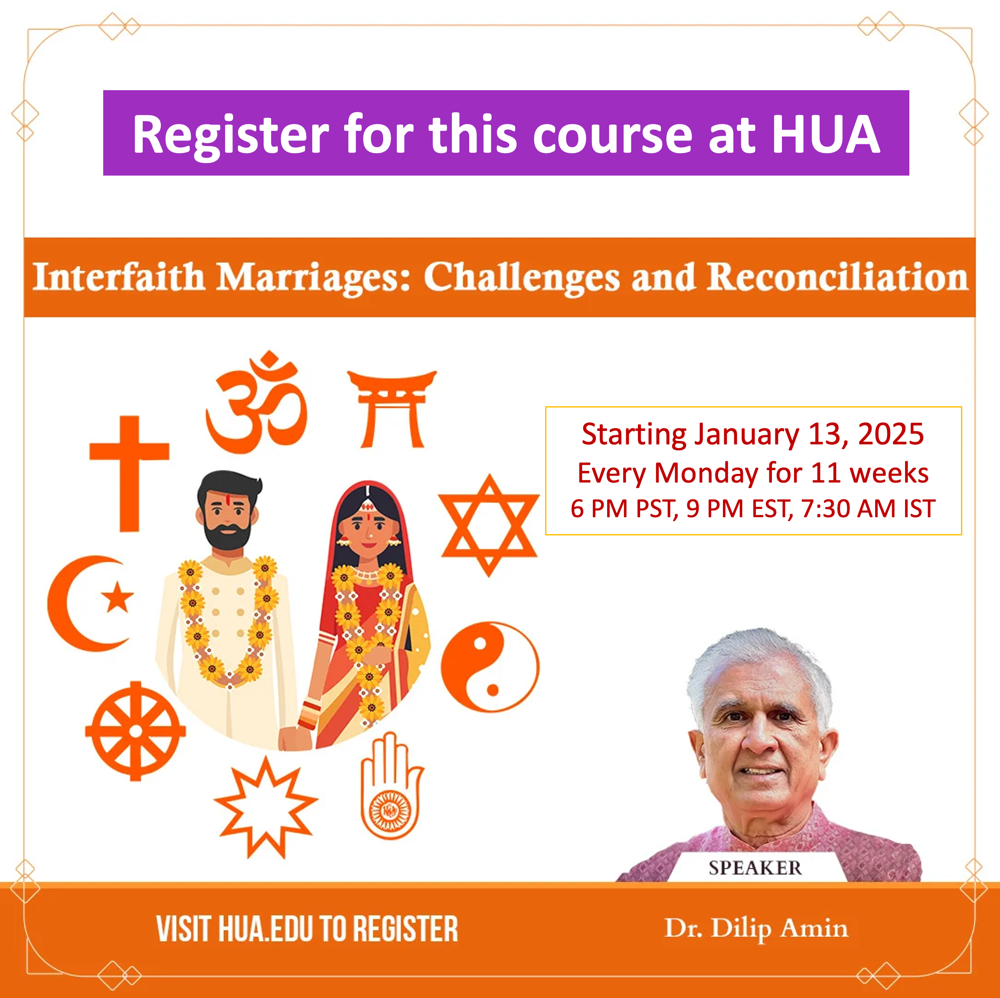 Register for this course at HUA
Interfaith Marriages: Challenges and Reconciliation
Starting January 13, 2025
Every Monday for 11 weeks
6 PM PST, 9 PM EST, 7:30 AM IST
SPEAKER
VISIT HUA.EDU TO REGISTER
Dr. Dilip Amin